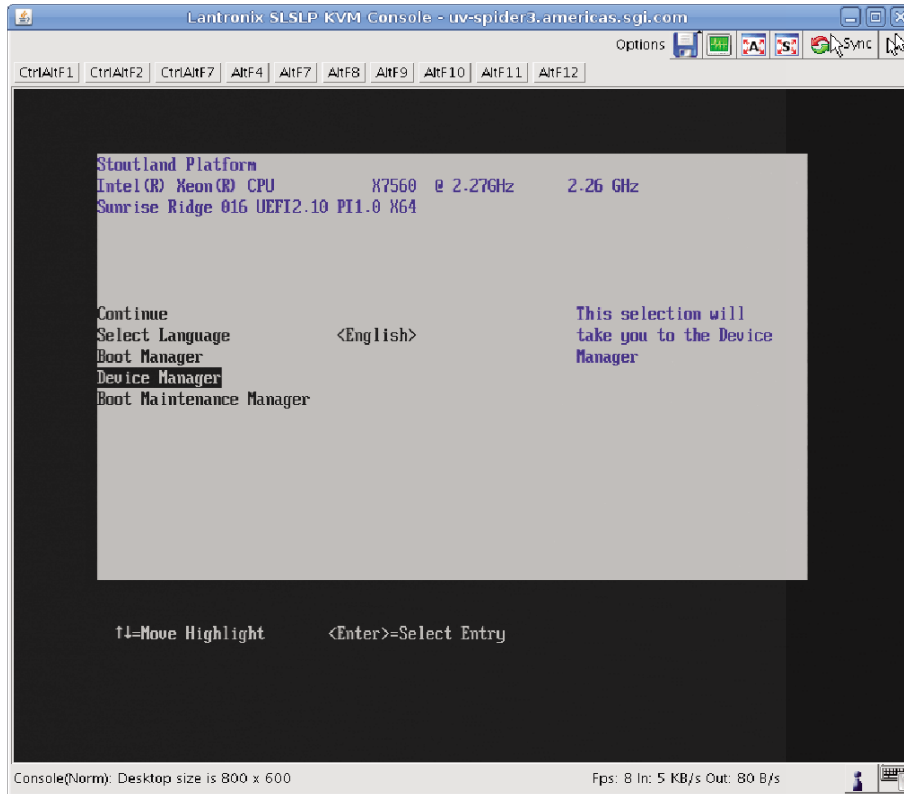 Lantronix SLSLP KVM Console - uv-spider3.americas.sgi.com
Options A S Sync
CtrlAltF1 CtrlAltF2 CtrlAltF7 AltF4 AltF7 AltF8 AltF9 AltF10 AltF11 AltF12
Stoutland Platform
Intel(R) Xeon(R) CPU X7560 @ 2.27GHz 2.26 GHz
Sunrise Ridge 016 UEFI2.10 PI1.0 X64
Continue
Select Language <English>
Boot Manager
Device Manager
Boot Maintenance Manager
This selection will
take you to the Device
Manager
↑↓=Move Highlight <Enter>=Select Entry
Console(Norm): Desktop size is 800 x 600 Fps: 8 In: 5 KB/s Out: 80 B/s